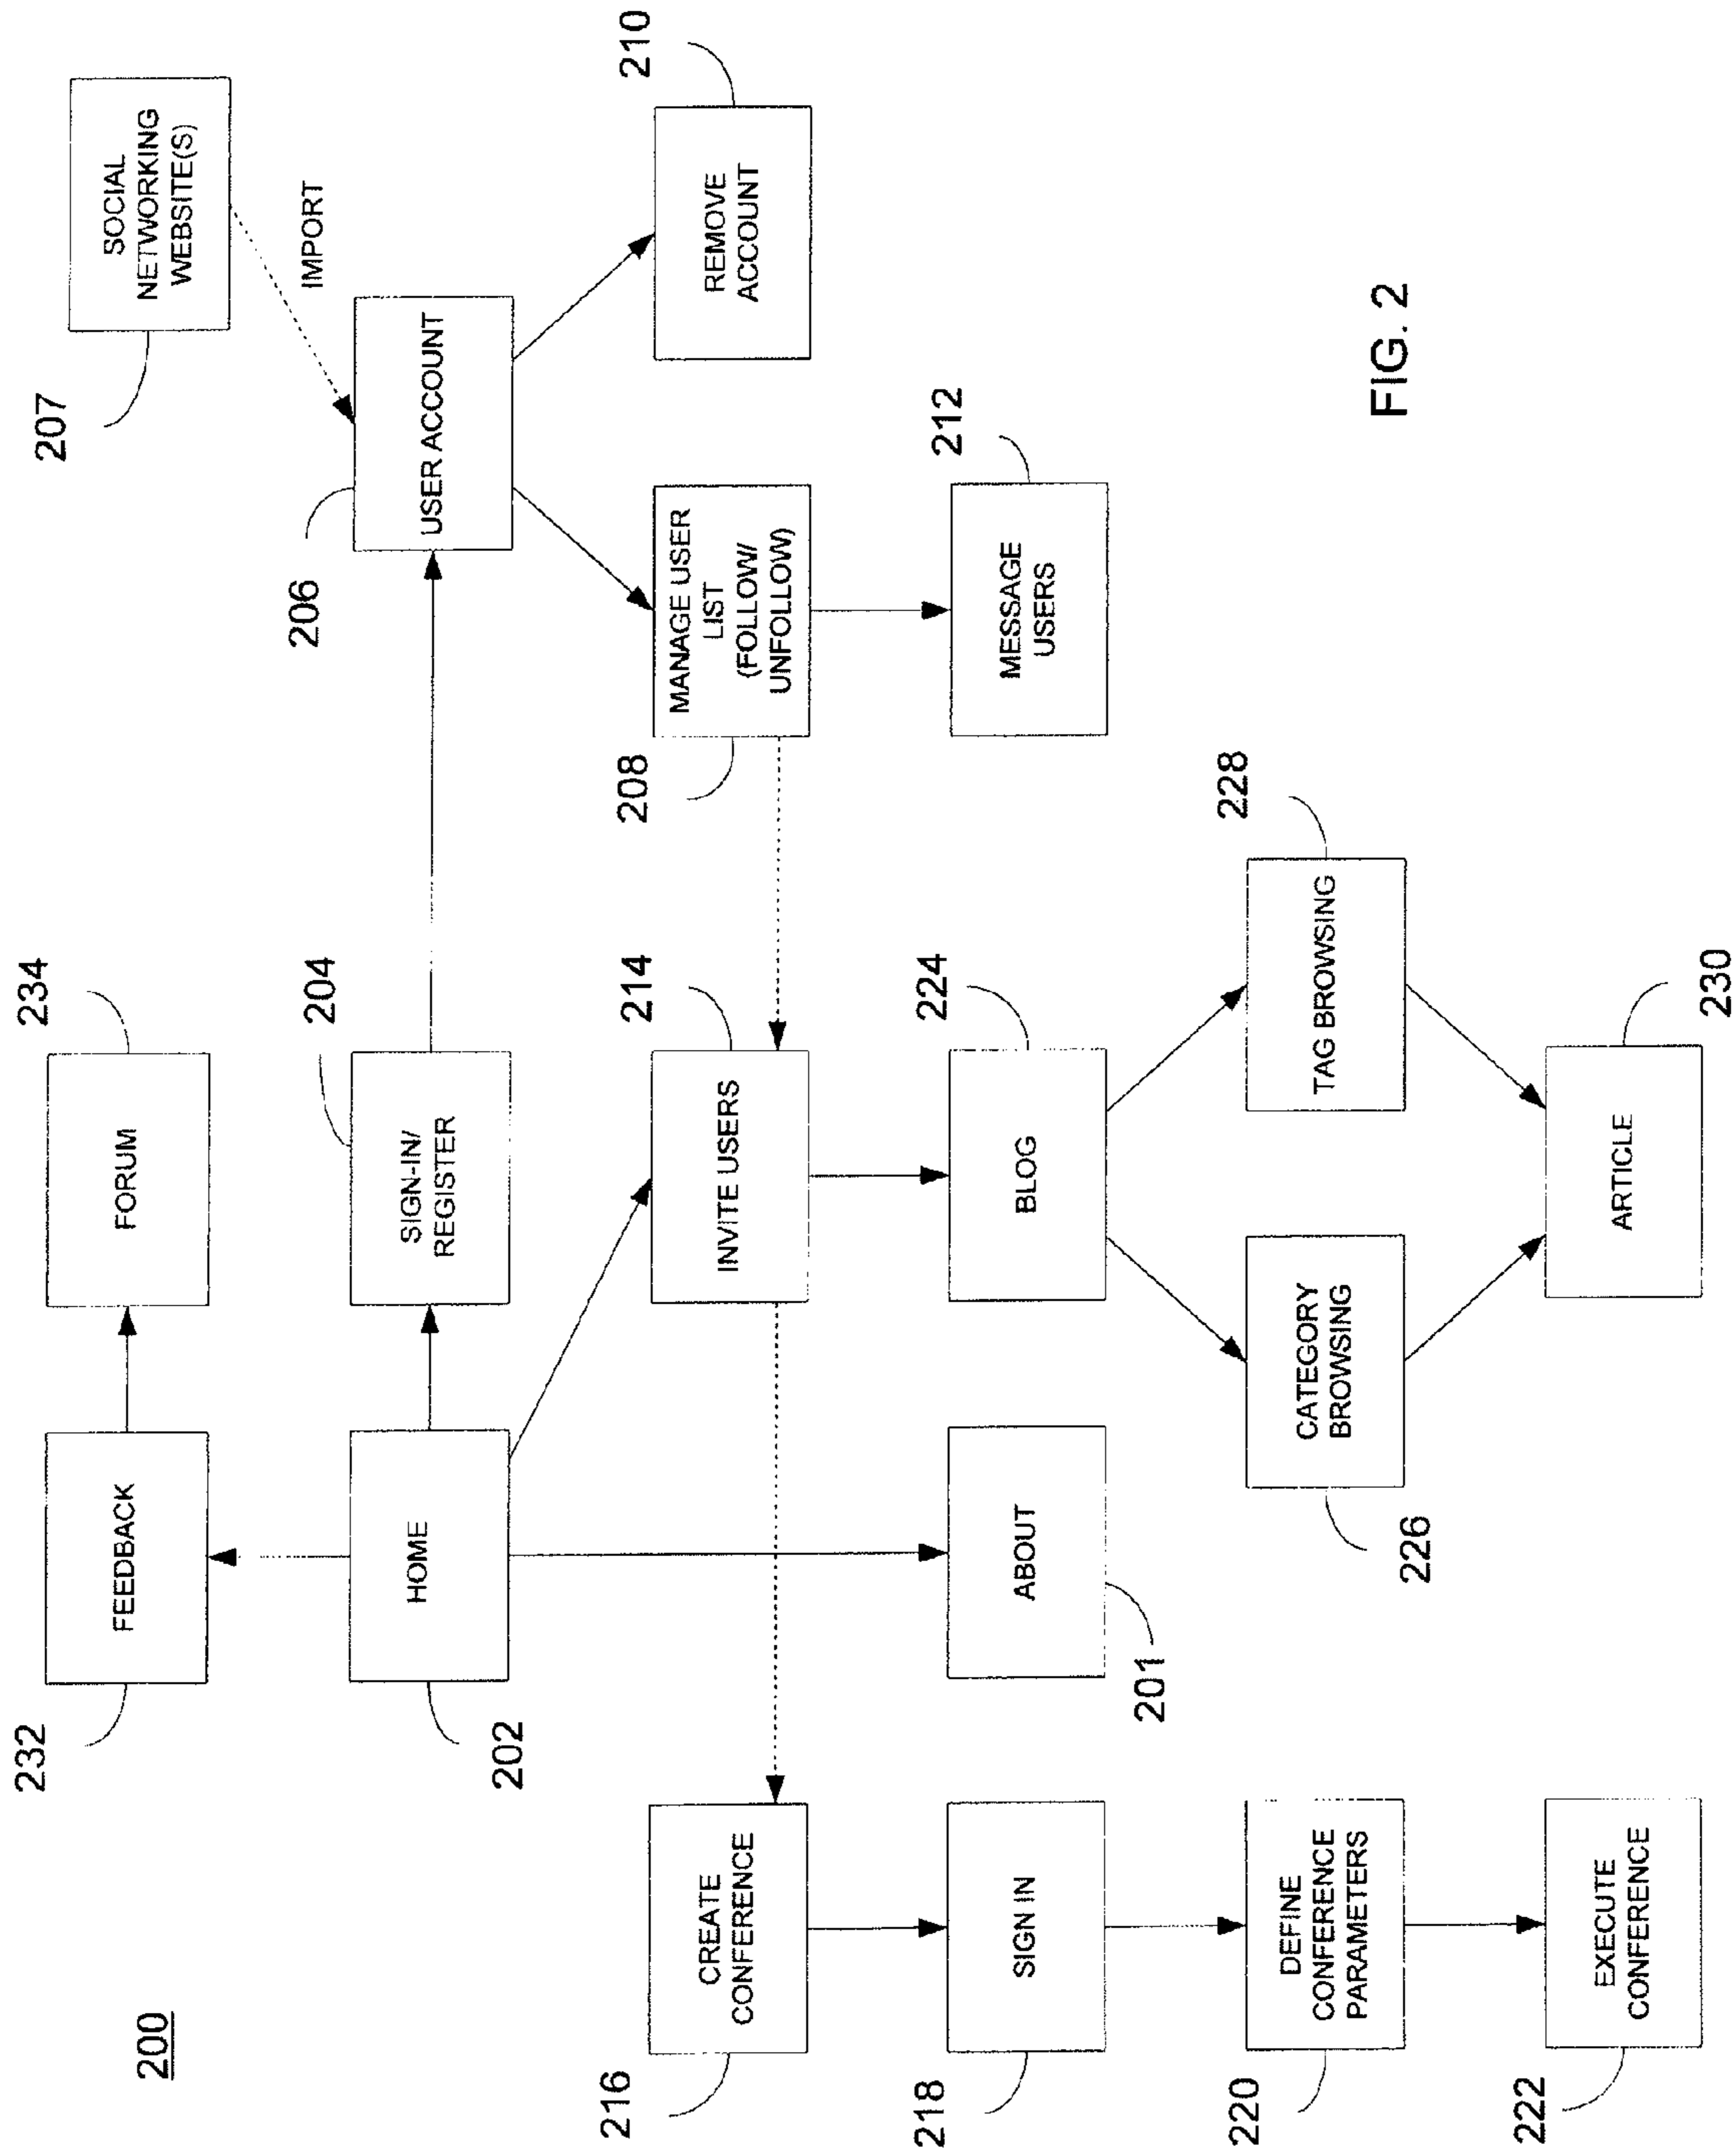 200
232
FEEDBACK
234
FORUM
207
SOCIAL
NETWORKING
WEBSITE(S)
IMPORT
202
HOME
204
SIGN-IN/
REGISTER
206
USER ACCOUNT
216
CREATE
CONFERENCE
214
INVITE USERS
208
MANAGE USER
LIST
(FOLLOW/
UNFOLLOW)
210
REMOVE
ACCOUNT
218
SIGN IN
201
ABOUT
224
BLOG
212
MESSAGE
USERS
220
DEFINE
CONFERENCE
PARAMETERS
226
CATEGORY
BROWSING
228
TAG BROWSING
222
EXECUTE
CONFERENCE
230
ARTICLE
FIG. 2